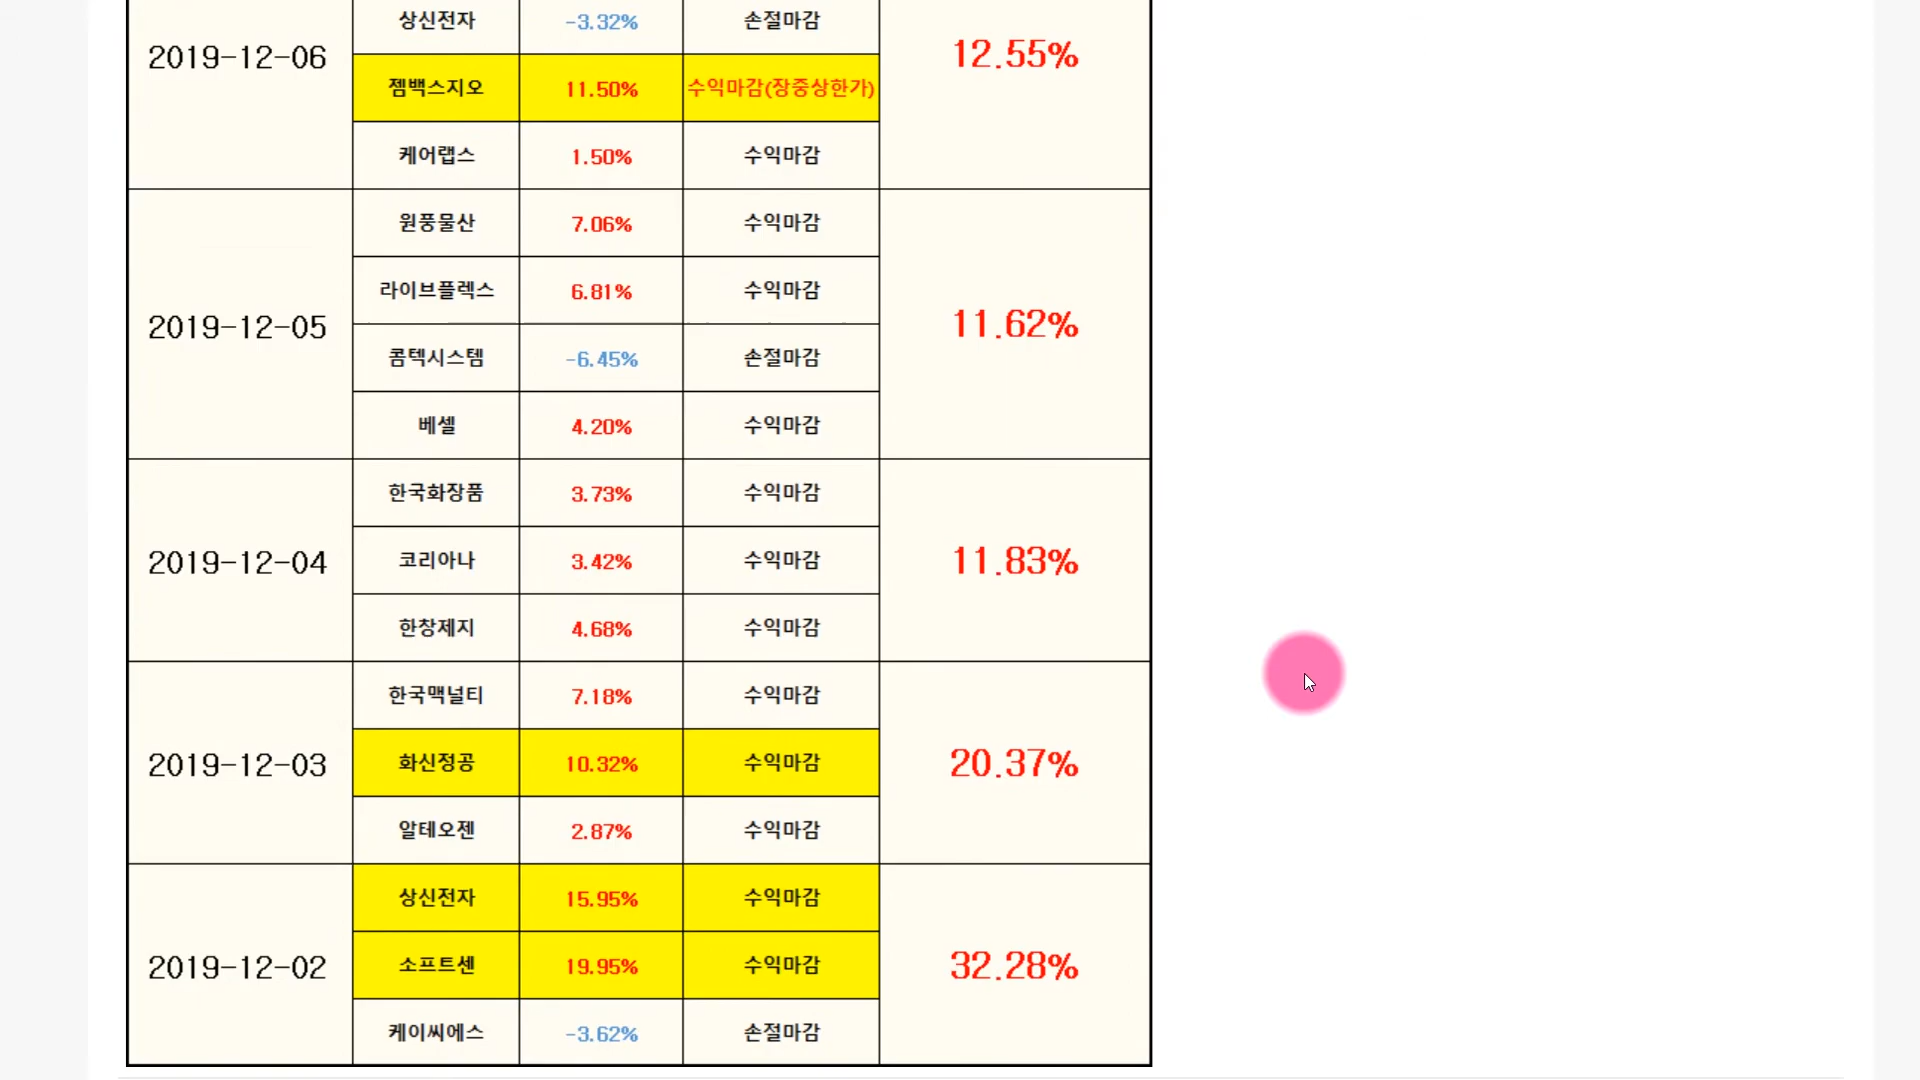 상신전자 -3.32% 손절마감
2019-12-06 12.55%
젬백스지오 11.50% 수익마감(장중상한가)
케어랩스 1.50% 수익마감
원풍물산 7.06% 수익마감
라이브플렉스 6.81% 수익마감
2019-12-05 11.62%
콤텍시스템 -6.45% 손절마감
베셀 4.20% 수익마감
한국화장품 3.73% 수익마감
2019-12-04 코리아나 3.42% 수익마감 11.83%
한창제지 4.68% 수익마감
한국맥널티 7.18% 수익마감
2019-12-03 화신정공 10.32% 수익마감 20.37%
알테오젠 2.87% 수익마감
상신전자 15.95% 수익마감
2019-12-02 소프트센 19.95% 수익마감 32.28%
케이씨에스 -3.62% 손절마감